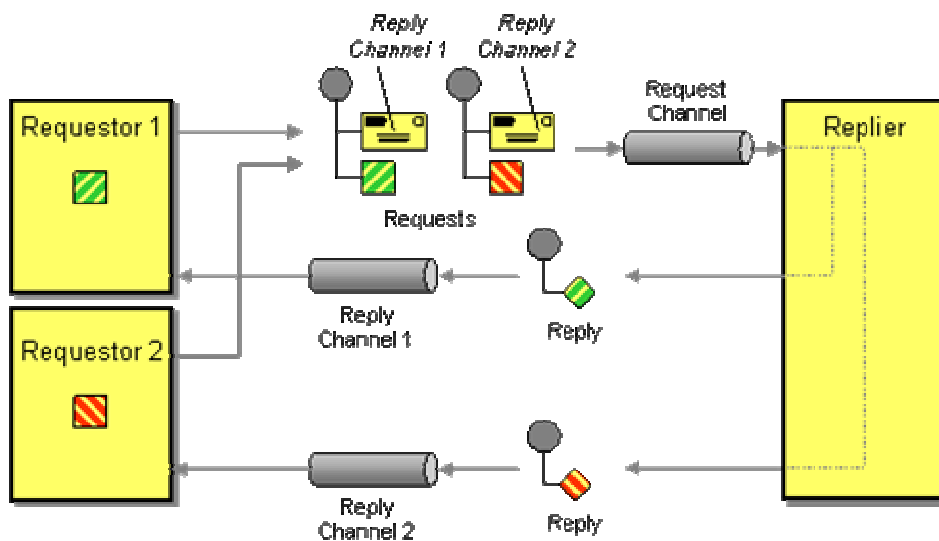 Reply
Channel 1
Reply
Channel 2
Requestor 1
Request
Channel
Replier
Requests
Reply
Channel 1
Reply
Requestor 2
Reply
Channel 2
Reply